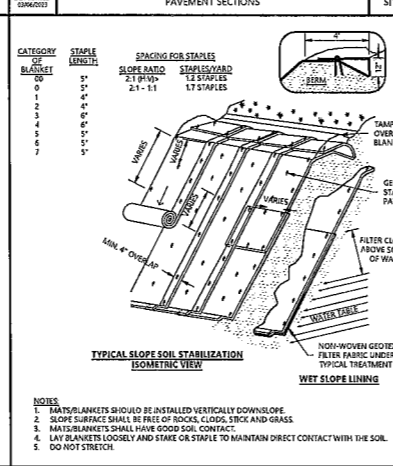 03/06/2023
PAVEMENT SECTIONS
CATEGORY OF BLANKET
STAPLE LENGTH
00 5"
0 5"
1 4"
2 4"
3 6"
4 6"
5 5"
6 5"
7 5"
SPACING FOR STAPLES
SLOPE RATIO STAPLES/YARD
2:1 (H:V)> 1.2 STAPLES
2:1 - 1:1 1.7 STAPLES
4"
BERM
VARIES
VARIES
VARIES
VARIES
MIN. 4" OVERLAP
FILTER
WATER TABLE
NON-WOVEN
FILTER FABRIC UNDER
TYPICAL TREATMENT
TYPICAL SLOPE SOIL STABILIZATION
ISOMETRIC VIEW
WET SLOPE LINING
NOTES:
1. MATS/BLANKETS SHOULD BE INSTALLED VERTICALLY DOWNSLOPE.
2. SLOPE SURFACE SHALL BE FREE OF ROCKS, CLODS, STICK AND GRASS.
3. MATS/BLANKETS SHALL HAVE GOOD SOIL CONTACT.
4. LAY BLANKETS LOOSELY AND STAKE OR STAPLE TO MAINTAIN DIRECT CONTACT WITH THE SOIL.
5. DO NOT STRETCH.